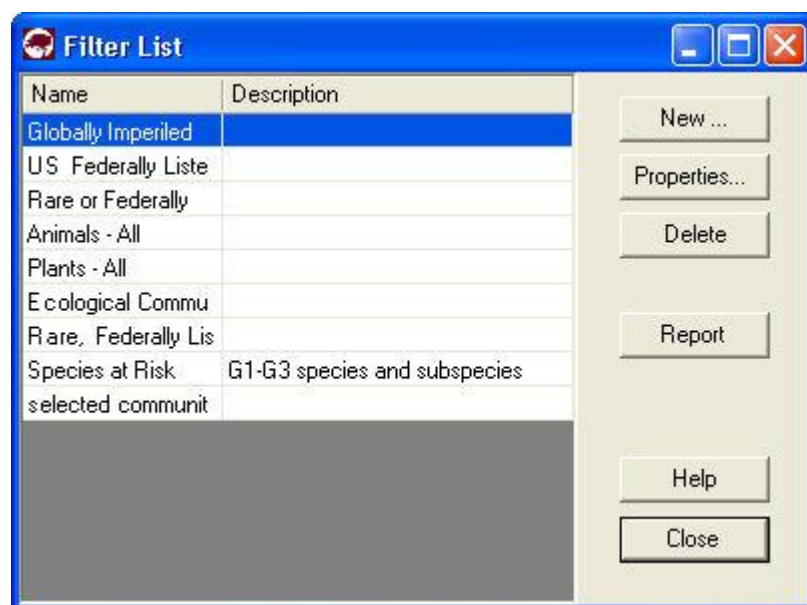 Filter List
Name Description
Globally Imperiled
US Federally Liste
Rare or Federally
Animals - All
Plants - All
Ecological Commu
Rare, Federally Lis
Species at Risk G1-G3 species and subspecies
selected communit
New ...
Properties...
Delete
Report
Help
Close